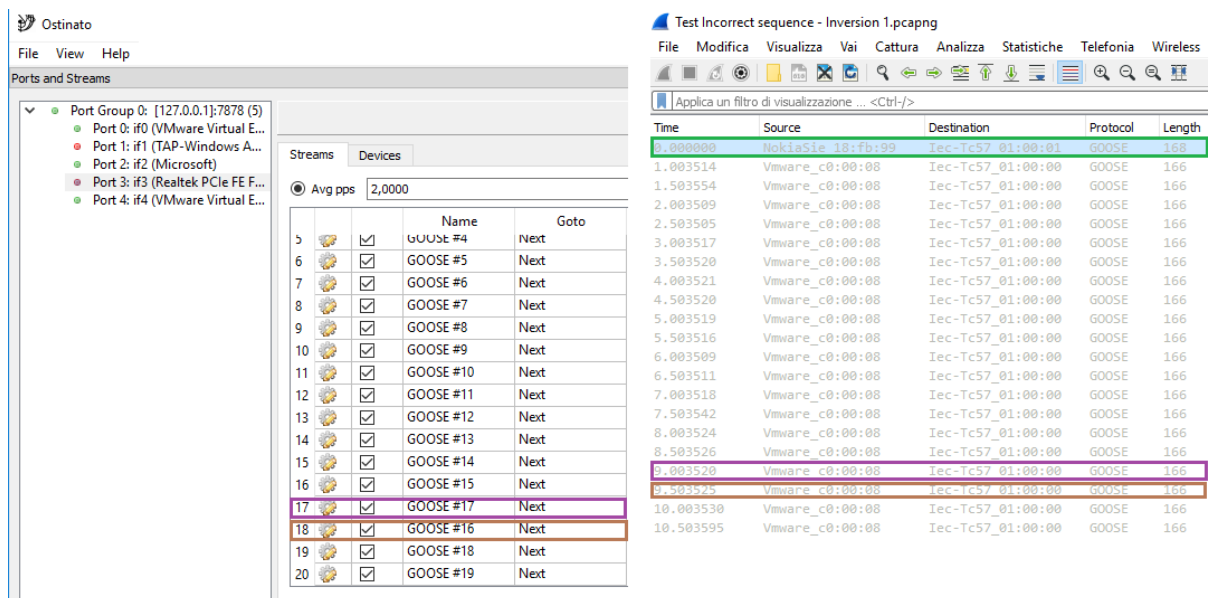 Ostinato
File View Help
Ports and Streams
Port Group 0: [127.0.0.1]:7878 (5)
Port 0: if0 (VMware Virtual E...
Port 1: if1 (TAP-Windows A...
Port 2: if2 (Microsoft)
Port 3: if3 (Realtek PCIe FE F...
Port 4: if4 (VMware Virtual E...
Streams Devices
Avg pps 2,0000
Name Goto
5 GOOSE #4 Next
6 GOOSE #5 Next
7 GOOSE #6 Next
8 GOOSE #7 Next
9 GOOSE #8 Next
10 GOOSE #9 Next
11 GOOSE #10 Next
12 GOOSE #11 Next
13 GOOSE #12 Next
14 GOOSE #13 Next
15 GOOSE #14 Next
16 GOOSE #15 Next
17 GOOSE #17 Next
18 GOOSE #16 Next
19 GOOSE #18 Next
20 GOOSE #19 Next
Test Incorrect sequence - Inversion 1.pcapng
File Modifica Visualizza Vai Cattura Analizza Statistiche Telefonia Wireless
Applica un filtro di visualizzazione ... <Ctrl-/>
Time Source Destination Protocol Length
0.000000 NokiaSie_18:fb:99 Iec-Tc57_01:00:01 GOOSE 168
1.003514 Vmware_c0:00:08 Iec-Tc57_01:00:00 GOOSE 166
1.503554 Vmware_c0:00:08 Iec-Tc57_01:00:00 GOOSE 166
2.003509 Vmware_c0:00:08 Iec-Tc57_01:00:00 GOOSE 166
2.503505 Vmware_c0:00:08 Iec-Tc57_01:00:00 GOOSE 166
3.003517 Vmware_c0:00:08 Iec-Tc57_01:00:00 GOOSE 166
3.503520 Vmware_c0:00:08 Iec-Tc57_01:00:00 GOOSE 166
4.003521 Vmware_c0:00:08 Iec-Tc57_01:00:00 GOOSE 166
4.503520 Vmware_c0:00:08 Iec-Tc57_01:00:00 GOOSE 166
5.003519 Vmware_c0:00:08 Iec-Tc57_01:00:00 GOOSE 166
5.503516 Vmware_c0:00:08 Iec-Tc57_01:00:00 GOOSE 166
6.003509 Vmware_c0:00:08 Iec-Tc57_01:00:00 GOOSE 166
6.503511 Vmware_c0:00:08 Iec-Tc57_01:00:00 GOOSE 166
7.003518 Vmware_c0:00:08 Iec-Tc57_01:00:00 GOOSE 166
7.503542 Vmware_c0:00:08 Iec-Tc57_01:00:00 GOOSE 166
8.003524 Vmware_c0:00:08 Iec-Tc57_01:00:00 GOOSE 166
8.503526 Vmware_c0:00:08 Iec-Tc57_01:00:00 GOOSE 166
9.003520 Vmware_c0:00:08 Iec-Tc57_01:00:00 GOOSE 166
9.503525 Vmware_c0:00:08 Iec-Tc57_01:00:00 GOOSE 166
10.003530 Vmware_c0:00:08 Iec-Tc57_01:00:00 GOOSE 166
10.503595 Vmware_c0:00:08 Iec-Tc57_01:00:00 GOOSE 166